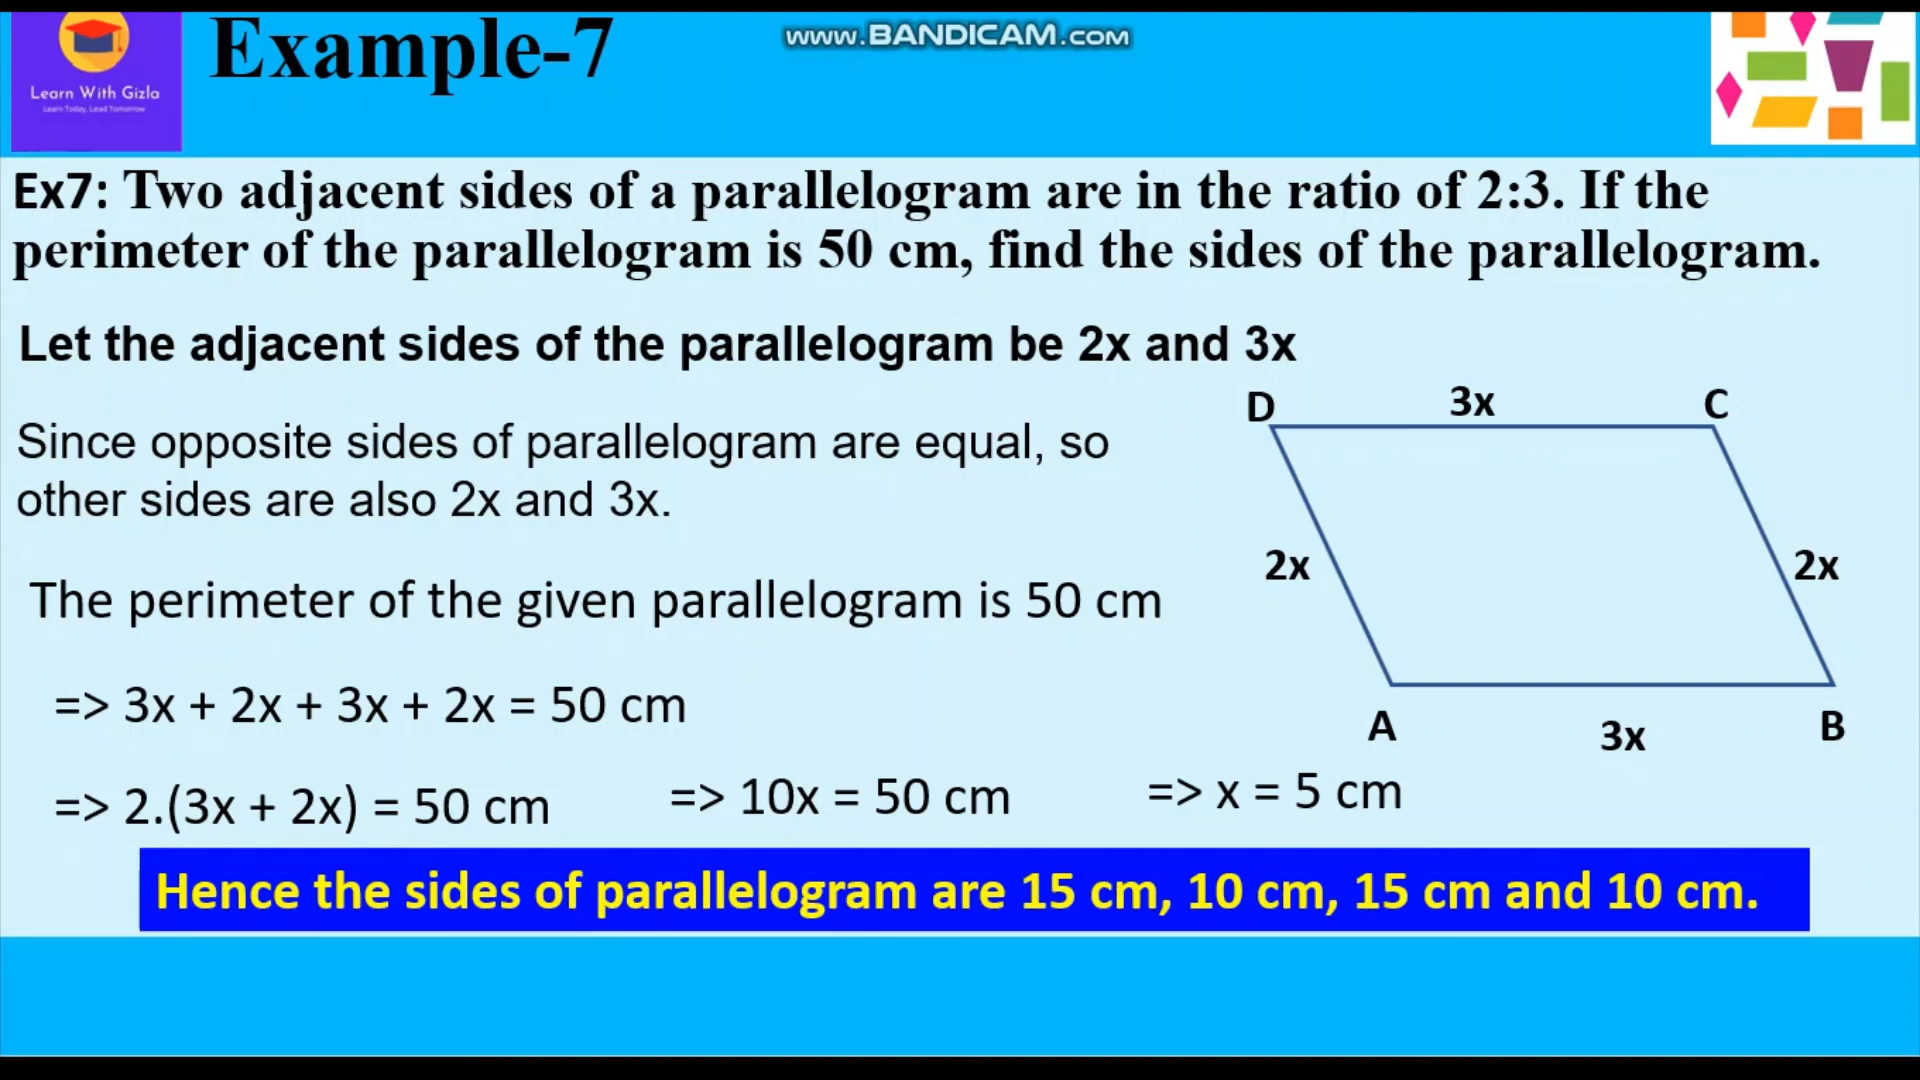 Learn With Gizla
Learn Today, Lead Tomorrow
Example-7
www.BANDICAM.com
Ex7: Two adjacent sides of a parallelogram are in the ratio of 2:3. If the
perimeter of the parallelogram is 50 cm, find the sides of the parallelogram.
Let the adjacent sides of the parallelogram be 2x and 3x
Since opposite sides of parallelogram are equal, so
other sides are also 2x and 3x.
The perimeter of the given parallelogram is 50 cm
=> 3x + 2x + 3x + 2x = 50 cm
=> 2.(3x + 2x) = 50 cm
=> 10x = 50 cm
=> x = 5 cm
D
3x
C
2x
2x
A
3x
B
Hence the sides of parallelogram are 15 cm, 10 cm, 15 cm and 10 cm.